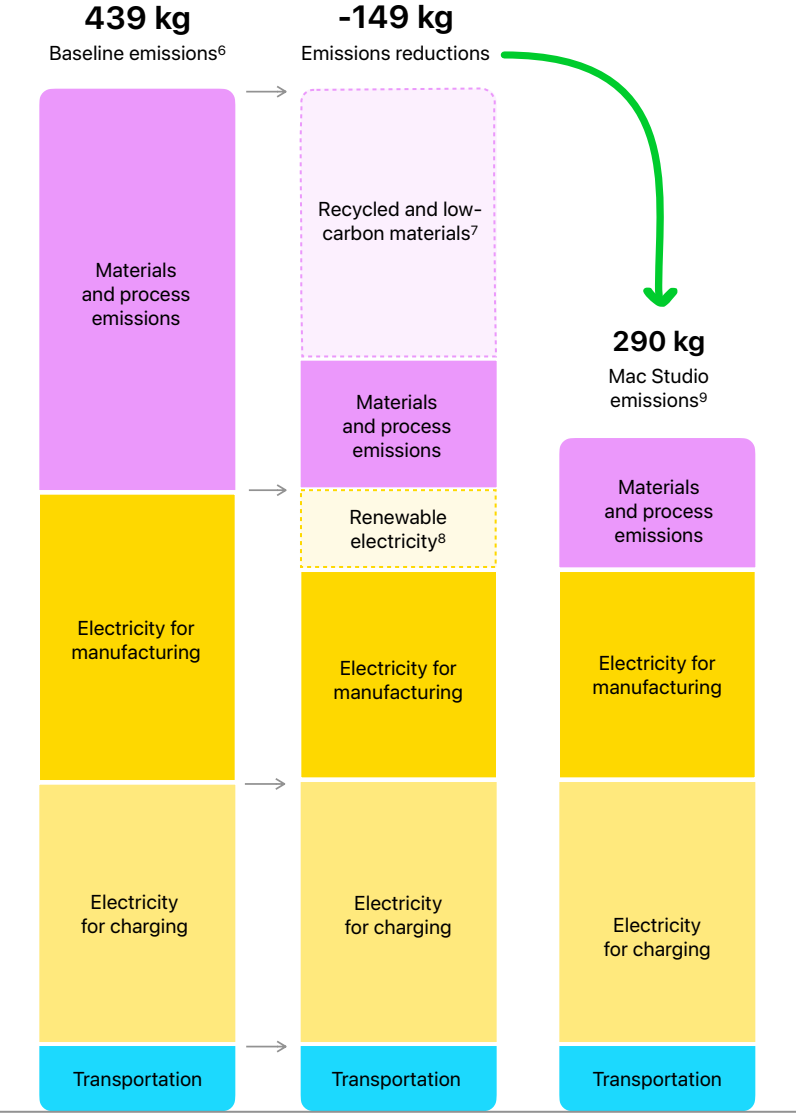 439 kg
Baseline emissions⁶
Materials
and process
emissions
Electricity for
manufacturing
Electricity
for charging
Transportation
-149 kg
Emissions reductions
Recycled and low-
carbon materials⁷
Materials
and process
emissions
Renewable
electricity⁸
Electricity for
manufacturing
Electricity
for charging
Transportation
290 kg
Mac Studio
emissions⁹
Materials
and process
emissions
Electricity for
manufacturing
Electricity
for charging
Transportation